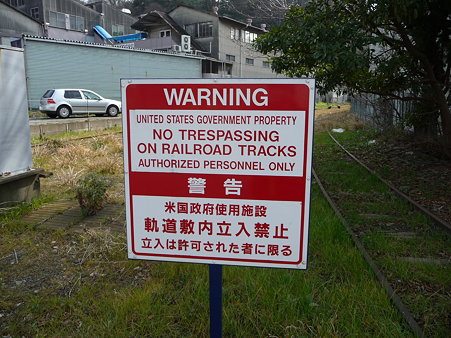 WARNING
UNITED STATES GOVERNMENT PROPERTY
NO TRESPASSING
ON RAILROAD TRACKS
AUTHORIZED PERSONNEL ONLY
警告
米国政府使用施設
軌道敷内立入禁止
立入は許可された者に限る